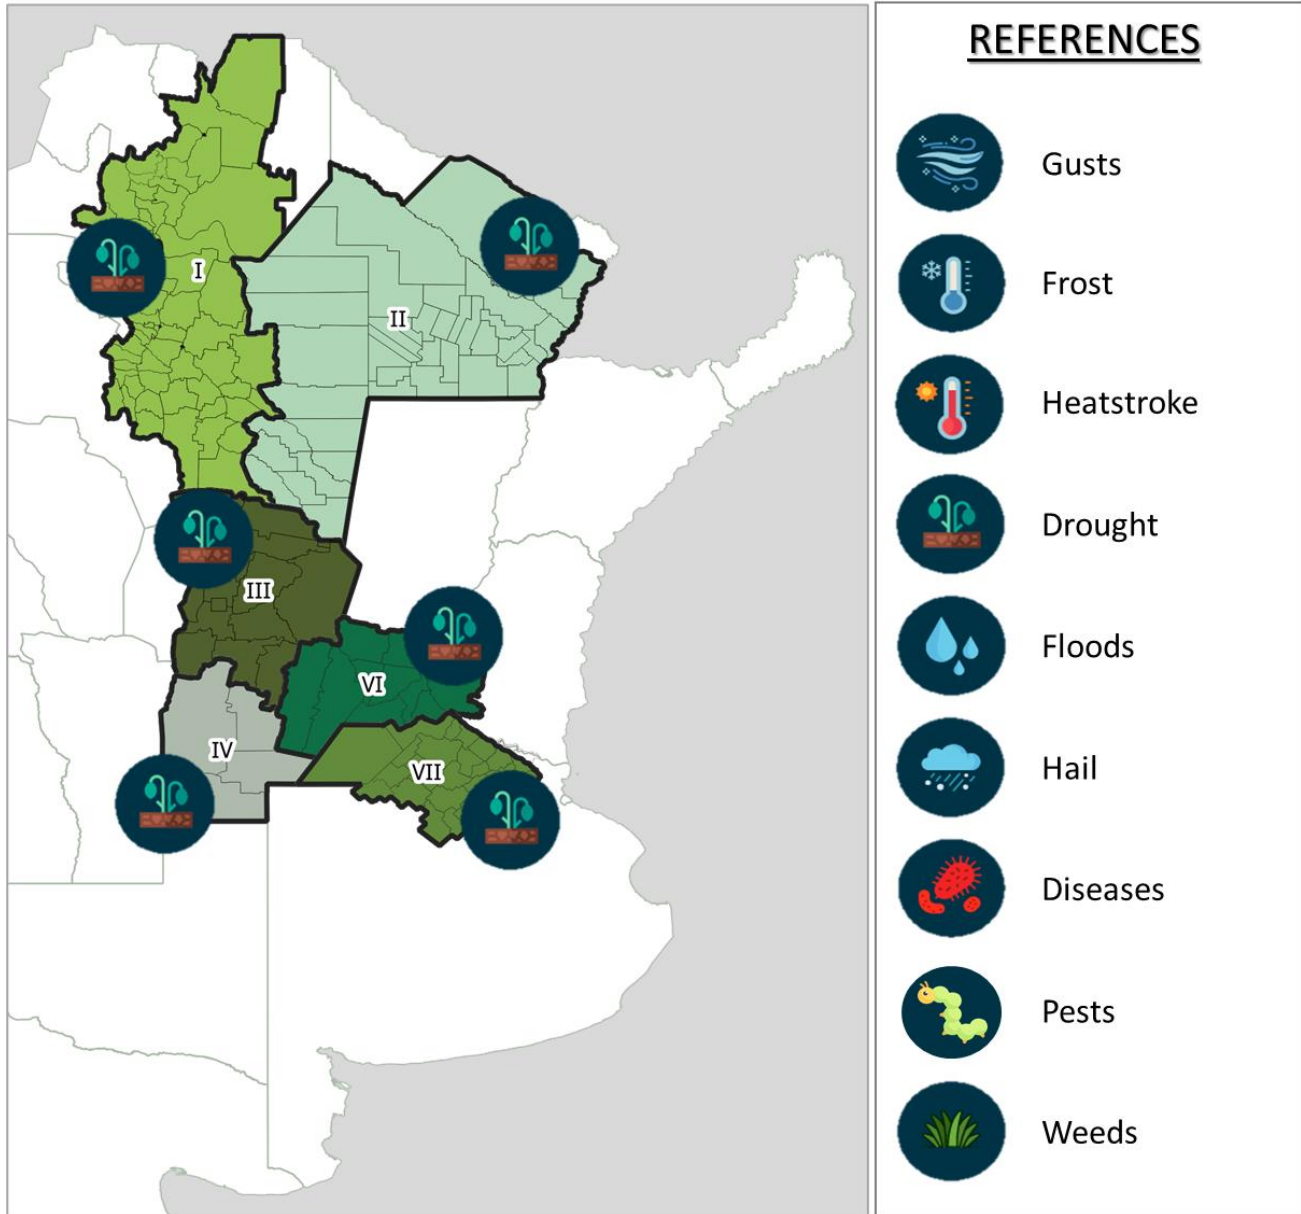 REFERENCES
Gusts
Frost
Heatstroke
Drought
Floods
Hail
Diseases
Pests
Weeds
I
II
III
VI
IV
VII